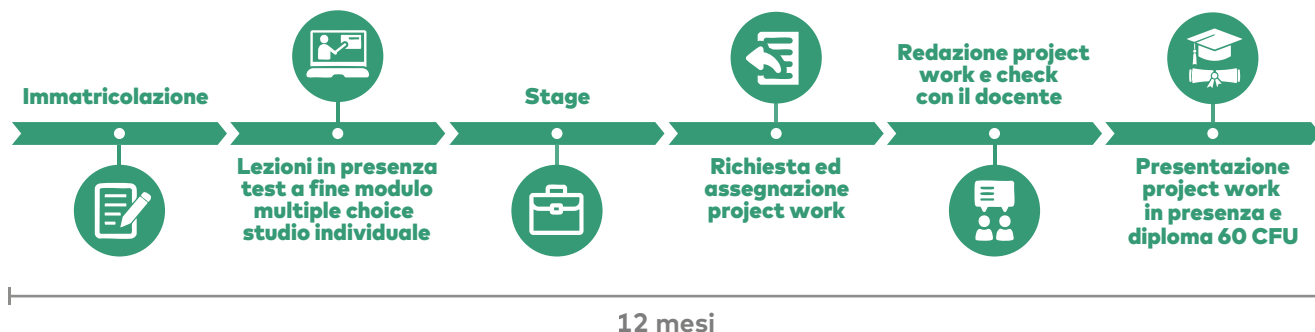 Immatricolazione
Lezioni in presenza
test a fine modulo
multiple choice
studio individuale
Stage
Richiesta ed
assegnazione
project work
Redazione project
work e check
con il docente
Presentazione
project work
in presenza e
diploma 60 CFU
12 mesi